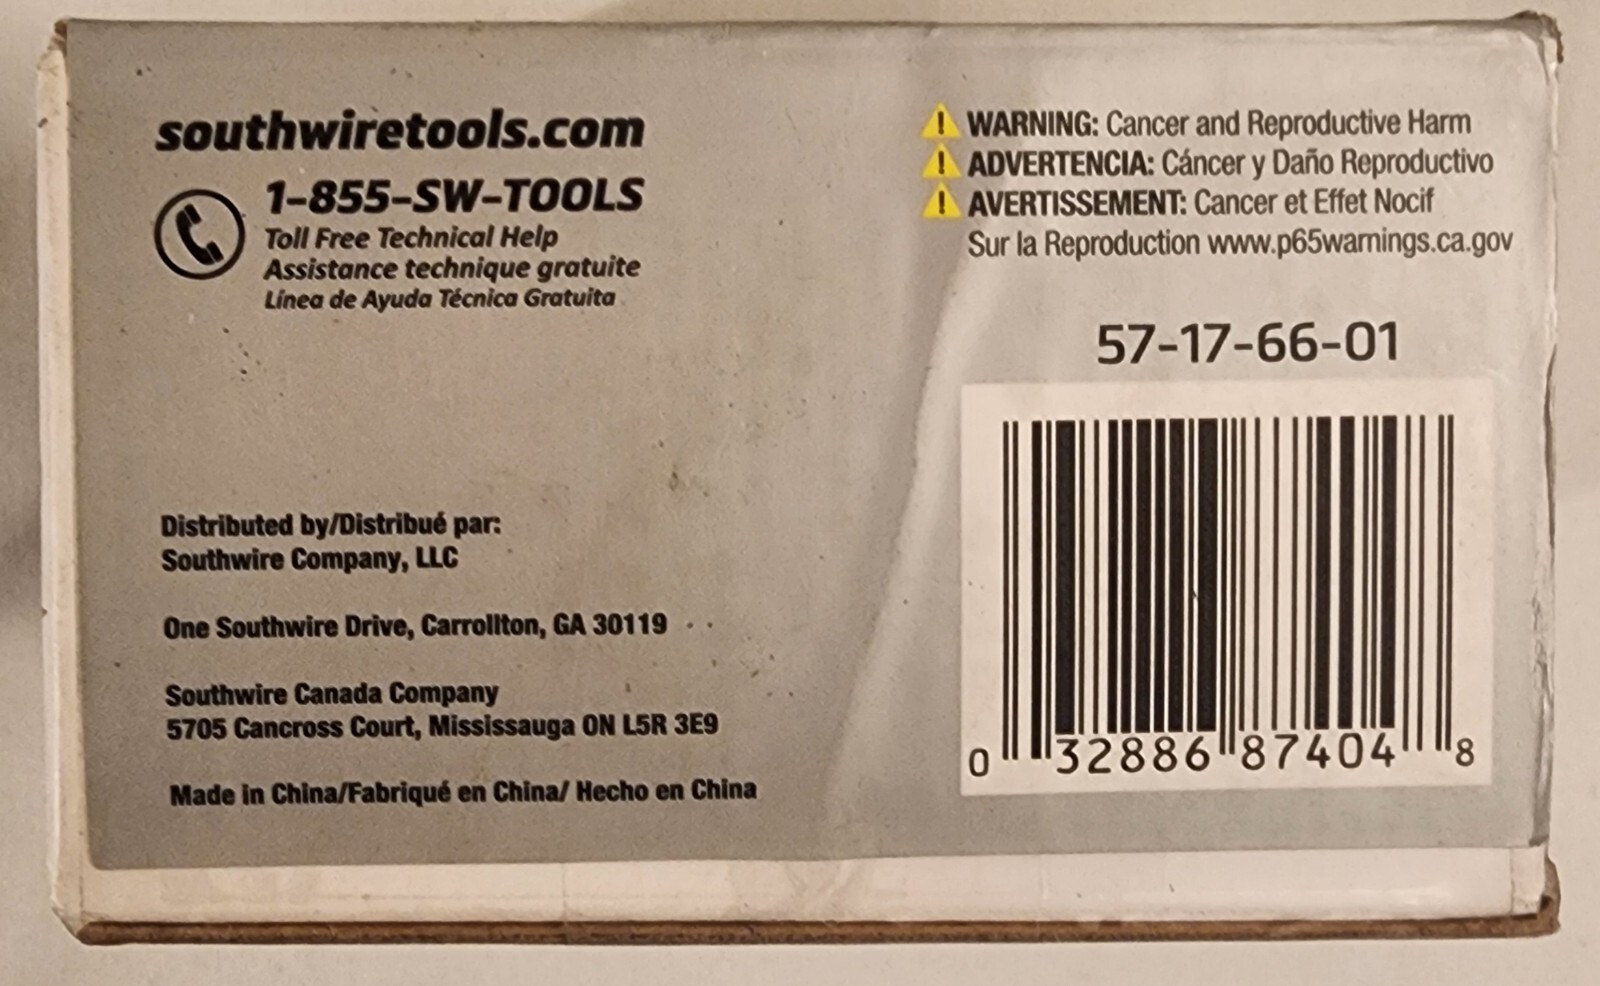 southwiretools.com
1-855-SW-TOOLS
Toll Free Technical Help
Assistance technique gratuite
Línea de Ayuda Técnica Gratuita
Distributed by/Distribué par:
Southwire Company, LLC
One Southwire Drive, Carrollton, GA 30119
Southwire Canada Company
5705 Cancross Court, Mississauga ON L5R 3E9
Made in China/Fabriqué en China/ Hecho en China
WARNING: Cancer and Reproductive Harm
ADVERTENCIA: Cáncer y Daño Reproductivo
AVERTISSEMENT: Cancer et Effet Nocif
Sur la Reproduction www.p65warnings.ca.gov
57-17-66-01
0 32886 87404 8